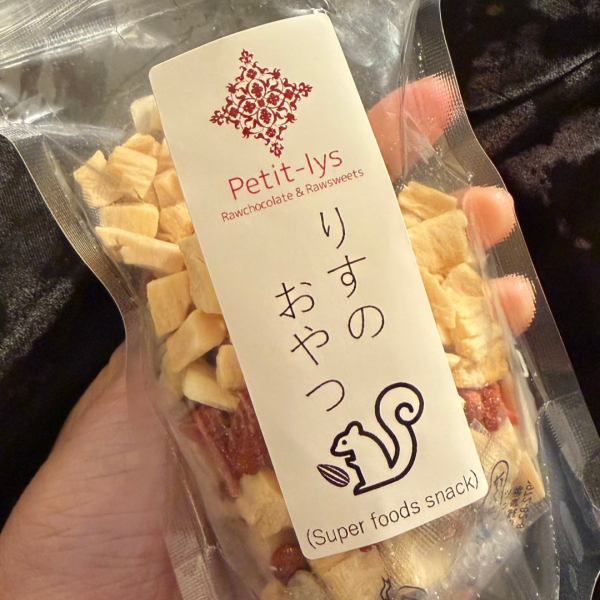 Petit-lys
Rawchocolate & Rawsweets
りすの
おやつ
(Super foods snack)